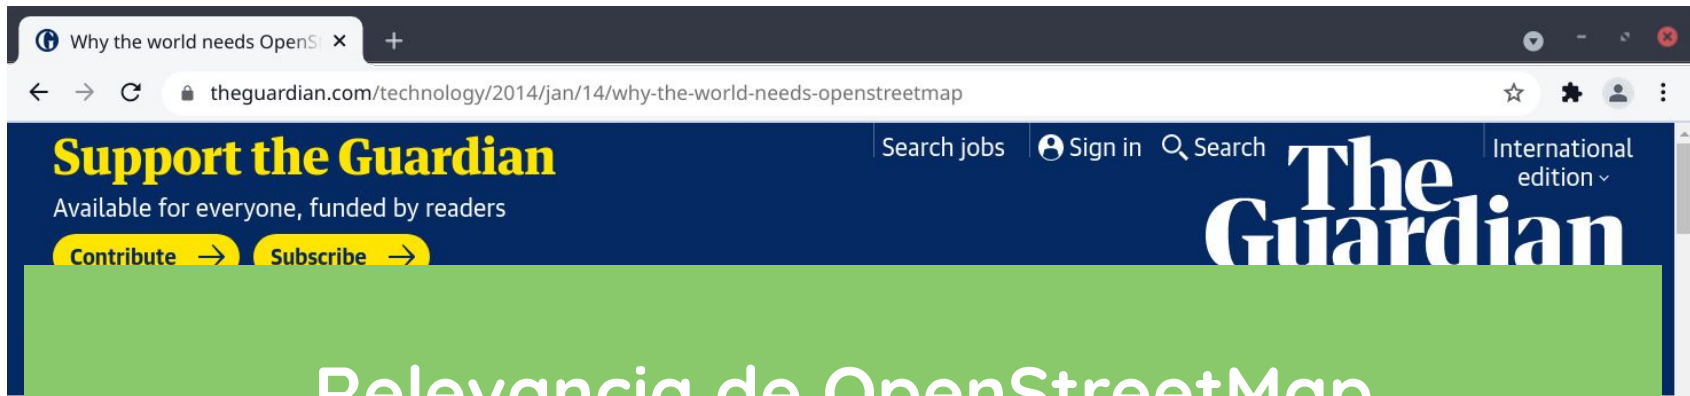 Why the world needs OpenS
theguardian.com/technology/2014/jan/14/why-the-world-needs-openstreetmap
Support the Guardian
Available for everyone, funded by readers
Contribute
Subscribe
Search jobs
Sign in
Search
The
Guardian
International
edition
Relevancia de OpenStreetMap